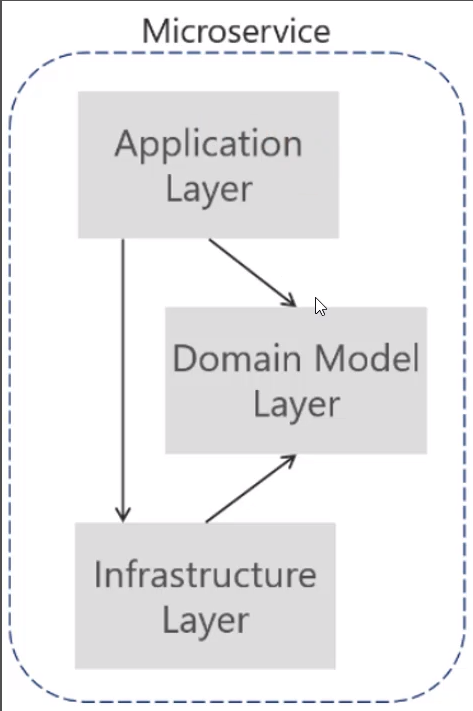 Microservice
Application
Layer
Domain Model
Layer
Infrastructure
Layer